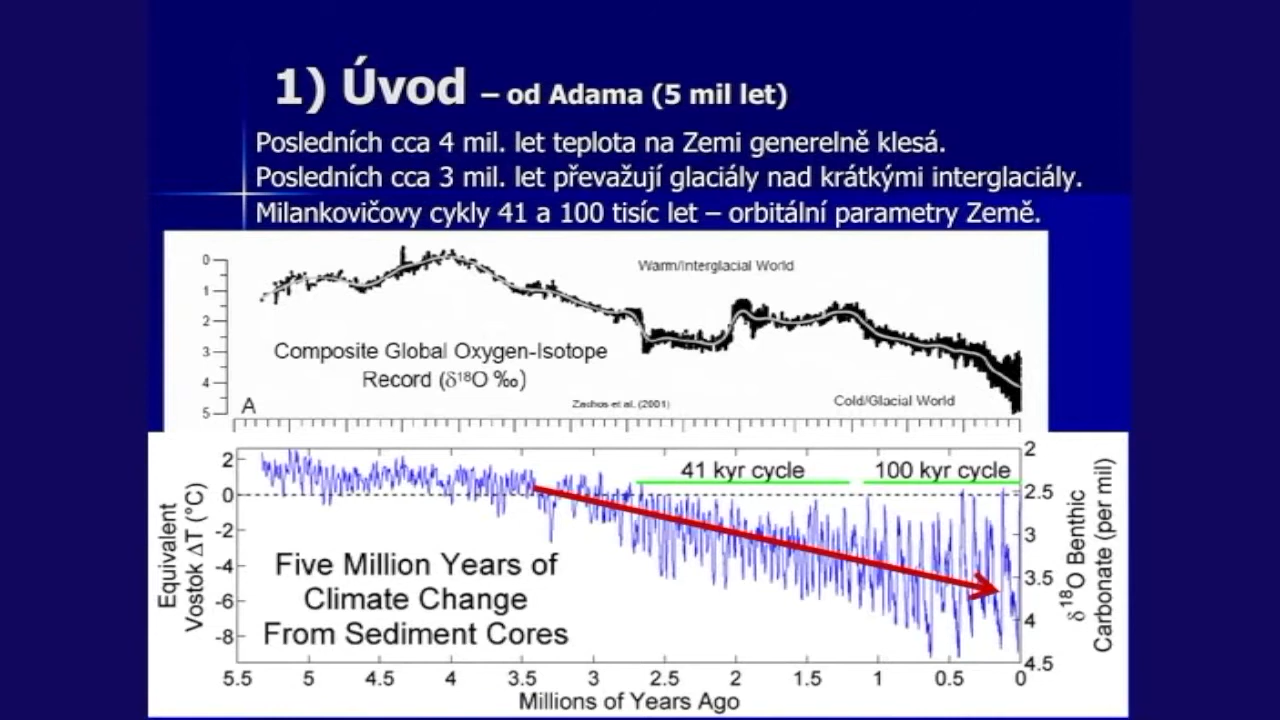 1) Úvod – od Adama (5 mil let)
Posledních cca 4 mil. let teplota na Zemi generelně klesá.
Posledních cca 3 mil. let převažují glaciály nad krátkými interglaciály.
Milankovičovy cykly 41 a 100 tisíc let – orbitální parametry Země.
0
1
2
3
4
5
Warm/Interglacial World
Composite Global Oxygen-Isotope
Record (δ¹⁸O ‰)
A
Zachos et al. (2001)
Cold/Glacial World
Equivalent
Vostok ΔT (°C)
2
0
-2
-4
-6
-8
41 kyr cycle
100 kyr cycle
Five Million Years of
Climate Change
From Sediment Cores
2
2.5
3
3.5
4
4.5
δ¹⁸O Benthic
Carbonate (per mil)
5.5 5 4.5 4 3.5 3 2.5 2 1.5 1 0.5 0
Millions of Years Ago